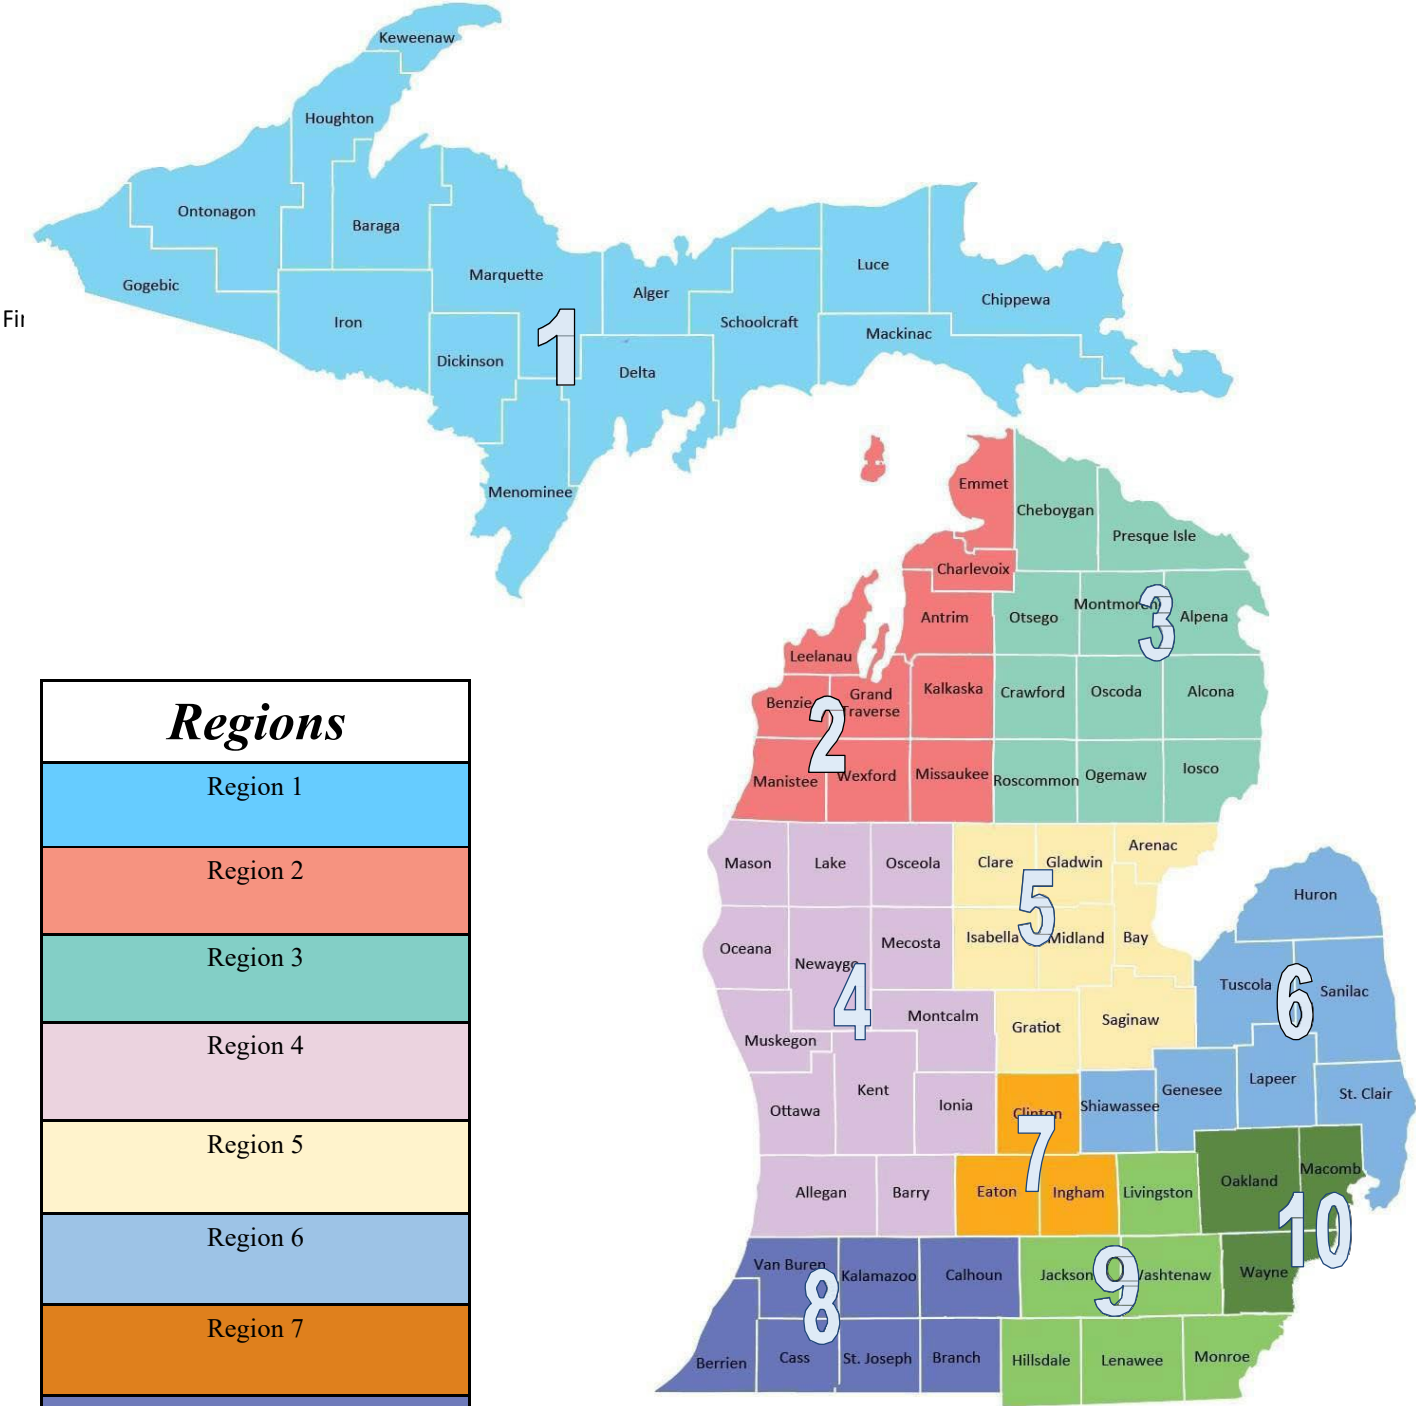 Keweenaw
Houghton
Ontonagon
Baraga
Gogebic
Marquette
Luce
Alger
Chippewa
Fir
Iron
Schoolcraft
Mackinac
1
Dickinson
Delta
Menominee
Emmet
Cheboygan
Presque Isle
Charlevoix
Antrim
Otsego
3
Alpena
Leelanau
Benzie
Grand
Traverse
Kalkaska
Crawford
Oscoda
Alcona
2
Manistee
Wexford
Missaukee
Roscommon
Ogemaw
Iosco
Mason
Lake
Osceola
Clare
Gladwin
Arenac
5
Huron
Oceana
Mecosta
Isabella
Midland
Bay
Newaygo
4
Tuscola
6
Sanilac
Montcalm
Gratiot
Saginaw
Muskegon
Kent
Ottawa
Ionia
Clinton
Shiawassee
Genesee
Lapeer
St. Clair
7
Allegan
Barry
Eaton
Ingham
Livingston
Oakland
Macomb
10
Van Buren
Kalamazoo
Calhoun
Jackson
9
Washtenaw
Wayne
8
Berrien
Cass
St. Joseph
Branch
Hillsdale
Lenawee
Monroe
Regions
Region 1
Region 2
Region 3
Region 4
Region 5
Region 6
Region 7